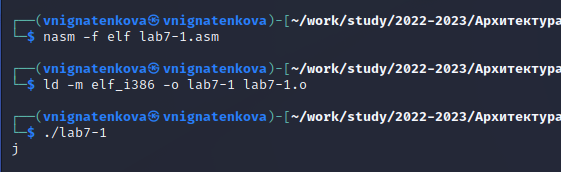 ┌──(vnignatenkova㉿vnignatenkova)-[~/work/study/2022-2023/Архитектура
└─$ nasm -f elf lab7-1.asm
┌──(vnignatenkova㉿vnignatenkova)-[~/work/study/2022-2023/Архитектура
└─$ ld -m elf_i386 -o lab7-1 lab7-1.o
┌──(vnignatenkova㉿vnignatenkova)-[~/work/study/2022-2023/Архитектура
└─$ ./lab7-1
j